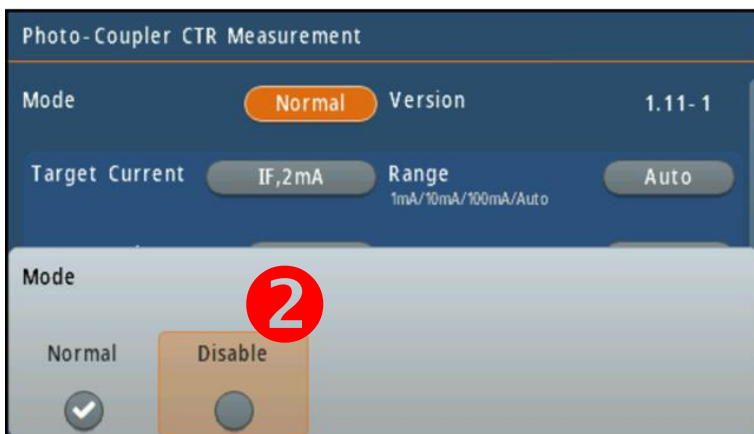 Photo-Coupler CTR Measurement
Mode Normal Version 1.11-1
Target Current IF,2mA Range Auto
1mA/10mA/100mA/Auto
Mode
2
Normal Disable